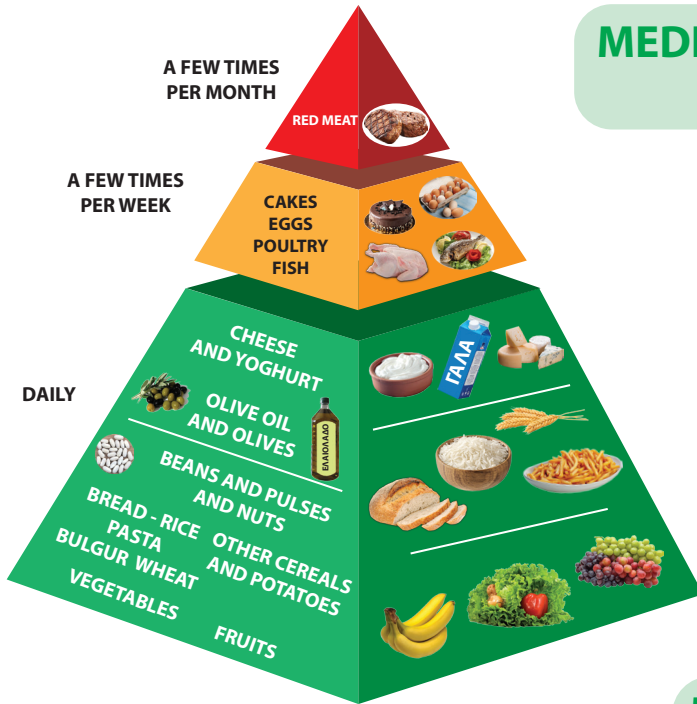 MEDI
A FEW TIMES
PER MONTH
RED MEAT
A FEW TIMES
PER WEEK
CAKES
EGGS
POULTRY
FISH
DAILY
CHEESE
AND YOGHURT
ΓΑΛΑ
OLIVE OIL
AND OLIVES
ΕΛΑΙΟΛΑΔΟ
BEANS AND PULSES
AND NUTS
BREAD - RICE
PASTA
BULGUR WHEAT
OTHER CEREALS
AND POTATOES
VEGETABLES
FRUITS